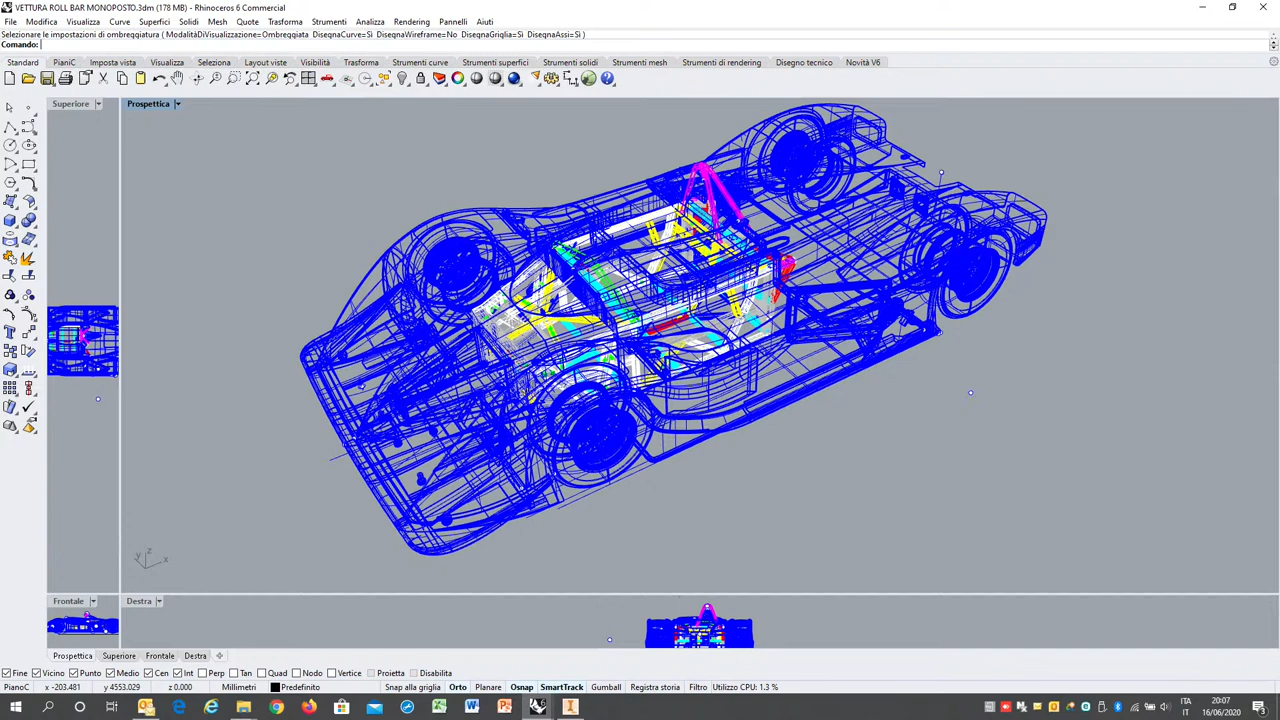 VETTURA ROLL BAR MONOPOSTO.3dm (178 MB) - Rhinoceros 6 Commercial
File Modifica Visualizza Curve Superfici Solidi Mesh Quote Trasforma Strumenti Analizza Rendering Pannelli Aiuti
Selezionare le impostazioni di ombreggiatura ( ModalitàDiVisualizzazione=Ombreggiata DisegnaCurve=Sì DisegnaWireframe=No DisegnaGriglia=Sì DisegnaAssi=Sì )
Comando:
Standard PianiC Imposta vista Visualizza Seleziona Layout viste Visibilità Trasforma Strumenti curve Strumenti superfici Strumenti solidi Strumenti mesh Strumenti di rendering Disegno tecnico Novità V6
Superiore Prospettica
y z x
Frontale Destra
Prospettica Superiore Frontale Destra
Fine Vicino Punto Medio Cen Int Perp Tan Quad Nodo Vertice Proietta Disabilita
PianoC x -203.481 y 4553.029 z 0.000 Millimetri Predefinito Snap alla griglia Orto Planare Osnap SmartTrack Gumball Registra storia Filtro Utilizzo CPU: 1.3 %
ITA 20:07
IT 16/06/2020